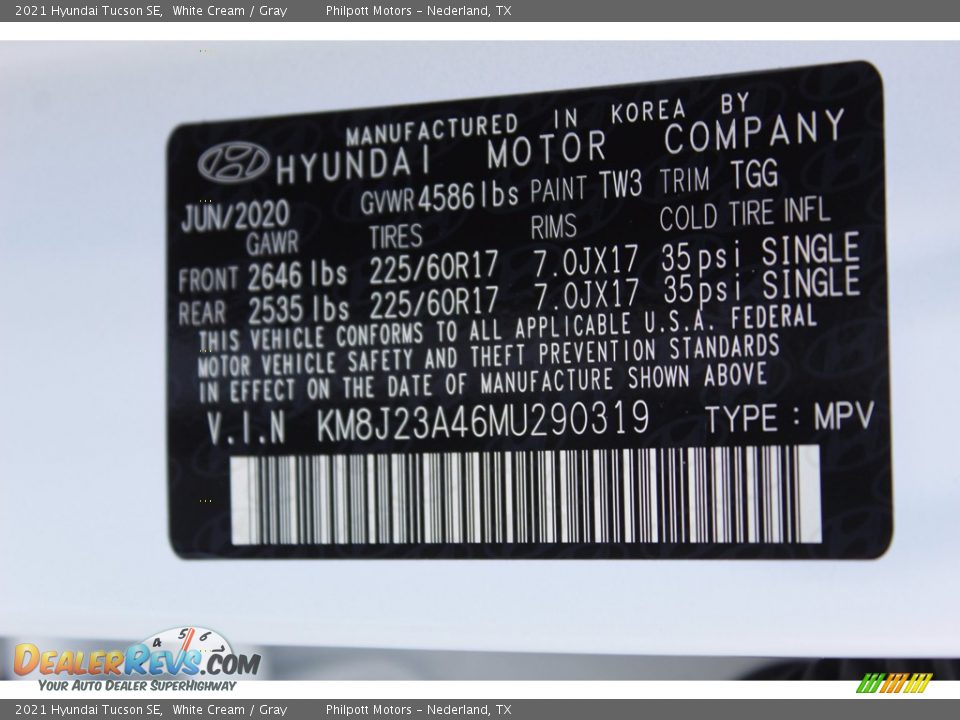 2021 Hyundai Tucson SE, White Cream / Gray Philpott Motors - Nederland, TX
MANUFACTURED IN KOREA BY
HYUNDAI MOTOR COMPANY
JUN/2020 GVWR 4586 lbs PAINT TW3 TRIM TGG
GAWR TIRES RIMS COLD TIRE INFL
FRONT 2646 lbs 225/60R17 7.0JX17 35psi SINGLE
REAR 2535 lbs 225/60R17 7.0JX17 35psi SINGLE
THIS VEHICLE CONFORMS TO ALL APPLICABLE U.S.A. FEDERAL
MOTOR VEHICLE SAFETY AND THEFT PREVENTION STANDARDS
IN EFFECT ON THE DATE OF MANUFACTURE SHOWN ABOVE
V.I.N KM8J23A46MU290319 TYPE : MPV
4 5 6 7
DEALERREVS.COM
YOUR AUTO DEALER SUPERHIGHWAY
2021 Hyundai Tucson SE, White Cream / Gray Philpott Motors - Nederland, TX